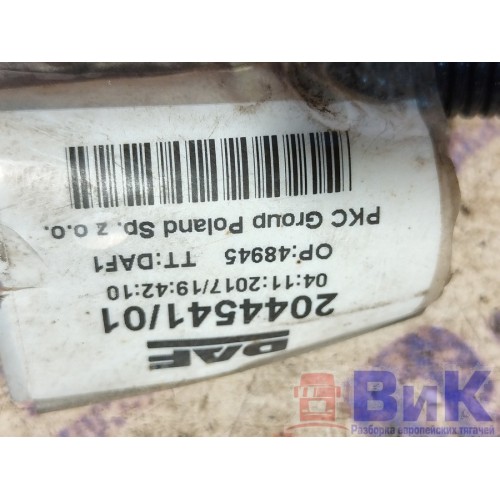 DAF
2044541/01
04:11:2017/19:42:10
OP:48945 TT:DAF1
PKC Group Poland Sp. z o.o.
ВиК
Разборка европейских тягачей